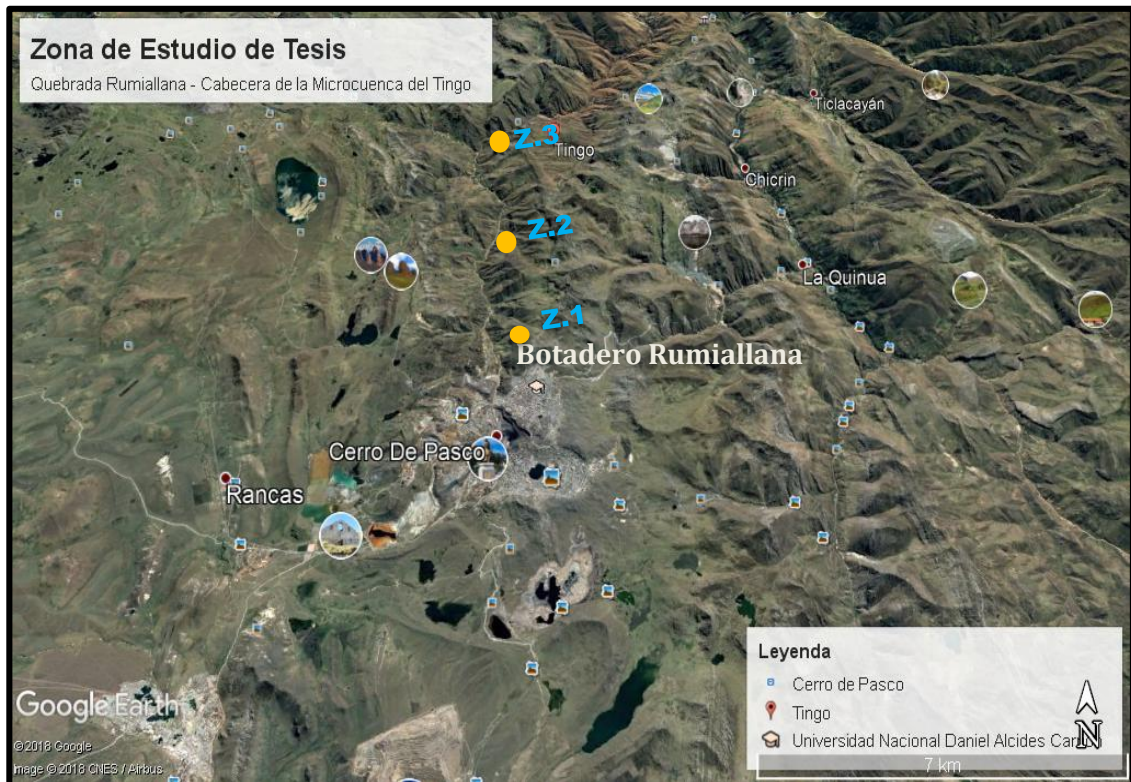 Zona de Estudio de Tesis
Quebrada Rumiallana - Cabecera de la Microcuenca del Tingo
Ticlacayán
Z.3
Tingo
Chicrin
Z.2
La Quinua
Z.1
Botadero Rumiallana
Cerro De Pasco
Rancas
Leyenda
Cerro de Pasco
Tingo
Universidad Nacional Daniel Alcides
N
7 km
Google Earth
©2018 Google
Image ©2018 CNES / Airbus